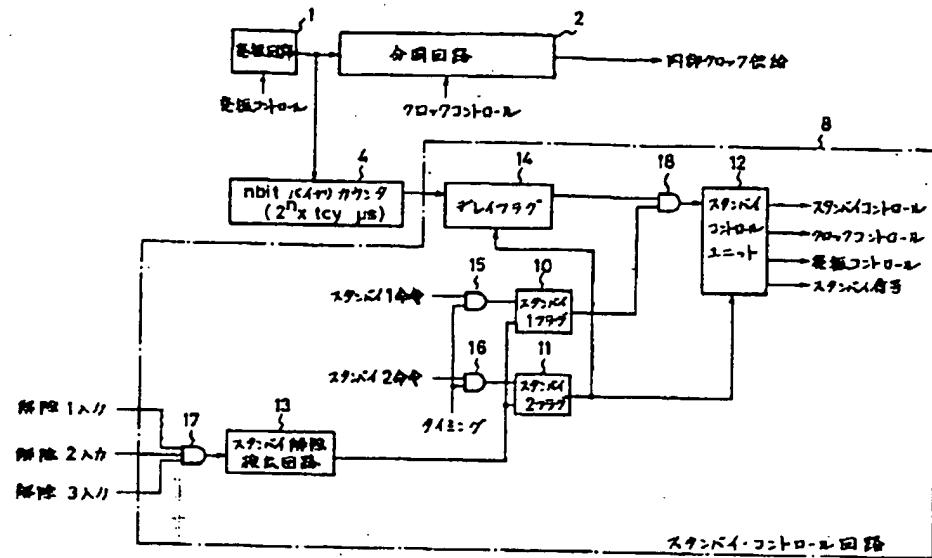 1
2
発振回路
分周回路
内部クロック供給
発振コントロール
クロックコントロール
8
4
14
18
12
nbit バイナリカウンタ
(2ⁿ x tcy μs)
ディレイフラグ
スタンバイ
コントロール
ユニット
スタンバイコントロール
クロックコントロール
発振コントロール
スタンバイ信号
15
10
スタンバイ1命令
スタンバイ
1フラグ
16
11
スタンバイ2命令
スタンバイ
2フラグ
タイミング
解除1入力
17
13
解除2入力
スタンバイ解除
検出回路
解除3入力
スタンバイ・コントロール回路